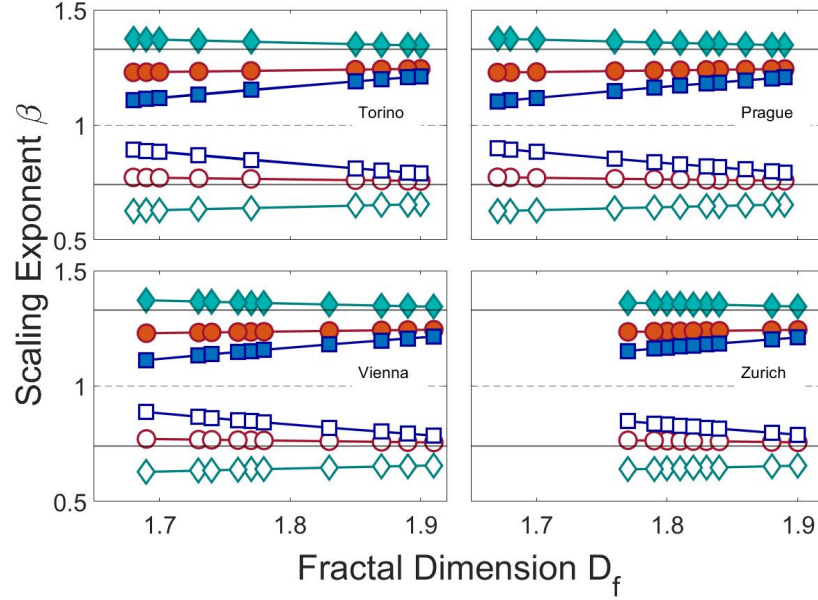 Scaling Exponent β
1.5
1
0.5
Torino
Prague
1.5
1
0.5
Vienna
Zurich
1.7
1.8
1.9
1.7
1.8
1.9
Fractal Dimension D_f